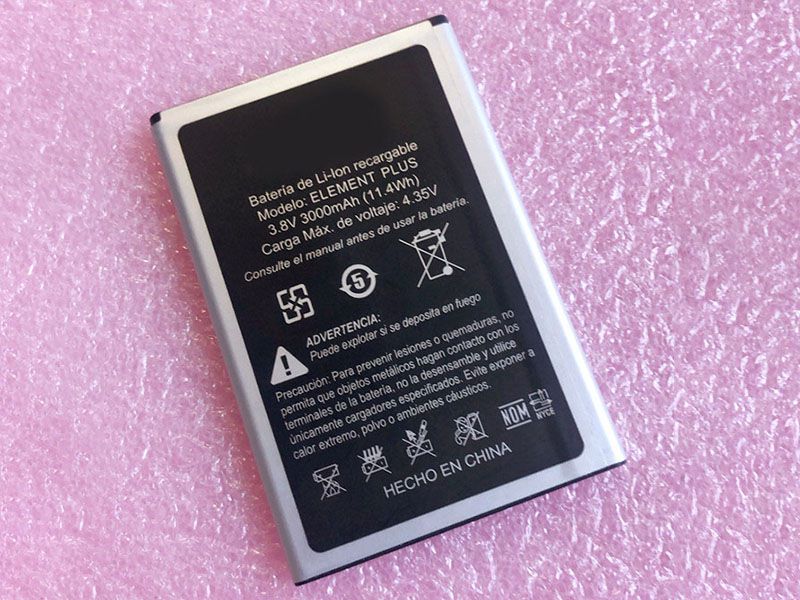 Batería de Li-Ion recargable
Modelo: ELEMENT PLUS
3.8V 3000mAh (11.4Wh)
Carga Máx. de voltaje: 4.35V
Consulte el manual antes de usar la batería.
5
ADVERTENCIA:
Puede explotar si se deposita en fuego
Precaución: Para prevenir lesiones o quemaduras, no
permita que objetos metálicos hagan contacto con los
terminales de la batería, no la desensamble y utilice
únicamente cargadores especificados. Evite exponer a
calor extremo, polvo o ambientes cáusticos.
NOM
NYCE
HECHO EN CHINA